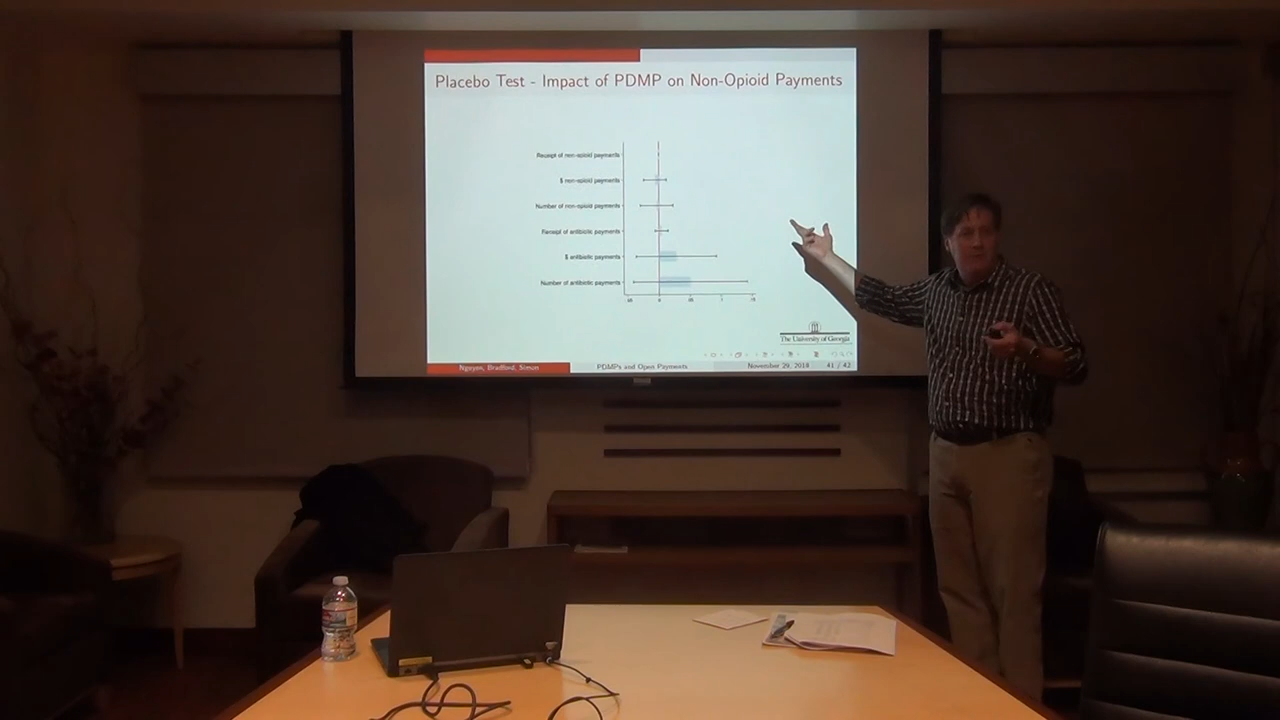 Placebo Test - Impact of PDMP on Non-Opioid Payments
Receipt of non-opioid payments
$ non-opioid payments
Number of non-opioid payments
Receipt of antibiotic payments
$ antibiotic payments
Number of antibiotic payments
0
1
The University of Georgia
Nguyen, Bradford, Simon
PDMPs and Open Payments
November 29, 2018
41 / 42